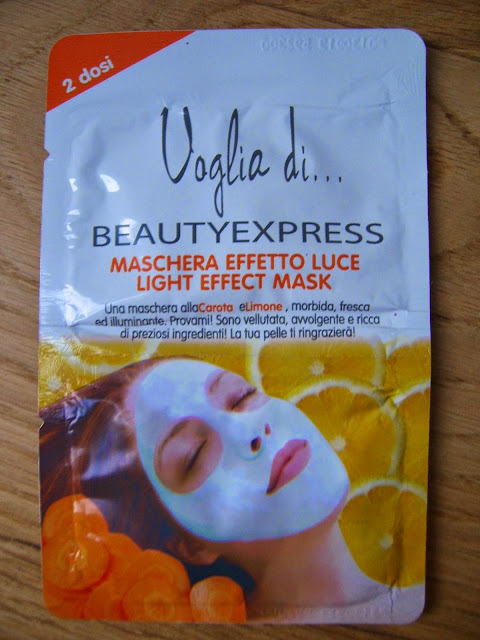 2 dosi
Voglia di...
BEAUTYEXPRESS
MASCHERA EFFETTO LUCE
LIGHT EFFECT MASK
Una maschera allaCarota eLimone , morbida, fresca
ed illuminante. Provami! Sono vellutata, avvolgente e ricca
di preziosi ingredienti! La tua pelle ti ringrazierà!